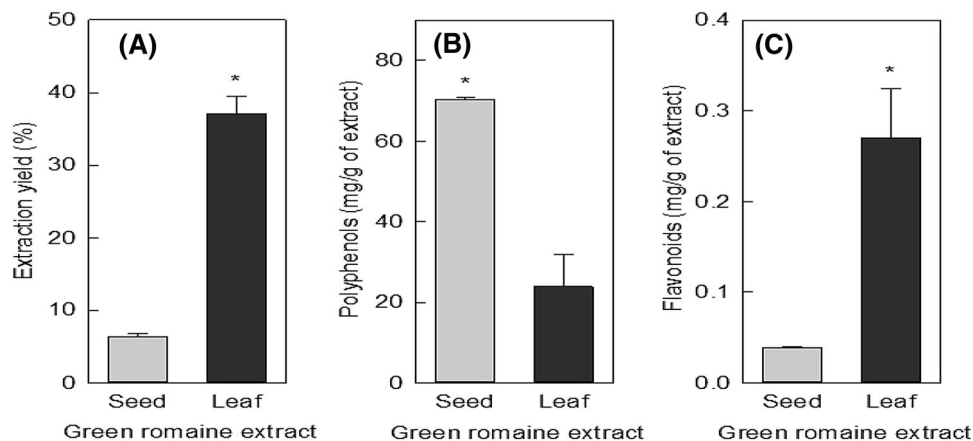 (A)
Extraction yield (%)
50
40
30
20
10
0
*
Seed Leaf
Green romaine extract
(B)
Polyphenols (mg/g of extract)
80
60
40
20
0
*
Seed Leaf
Green romaine extract
(C)
Flavonoids (mg/g of extract)
0.4
0.3
0.2
0.1
0.0
*
Seed Leaf
Green romaine extract